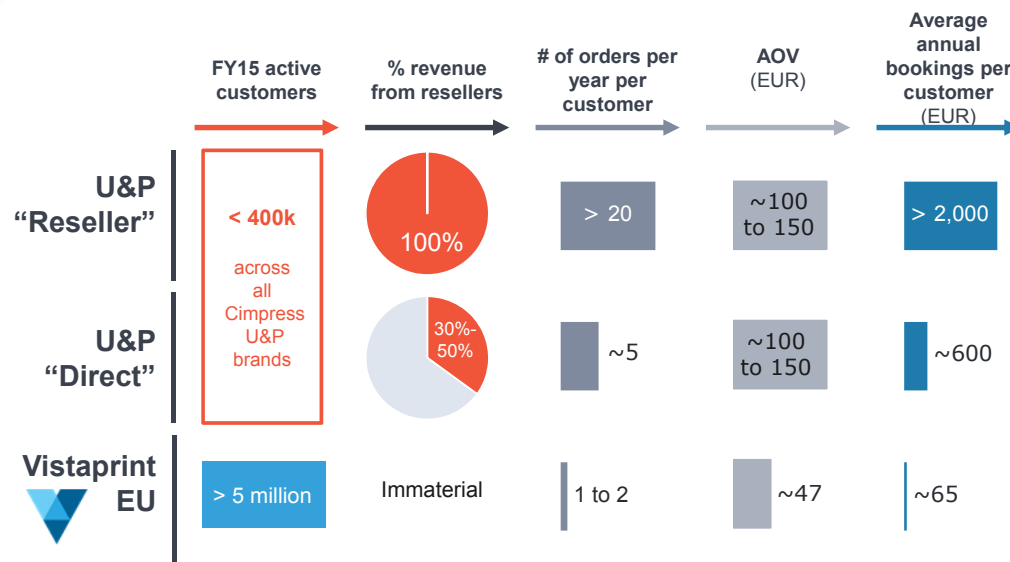 FY15 active
customers
% revenue
from resellers
# of orders per
year per
customer
AOV
(EUR)
Average
annual
bookings per
customer
(EUR)
U&P
“Reseller”
< 400k
across
all
Cimpress
U&P
brands
100%
> 20
~100
to 150
> 2,000
U&P
“Direct”
30%-
50%
~5
~100
to 150
~600
Vistaprint
EU
> 5 million
Immaterial
1 to 2
~47
~65